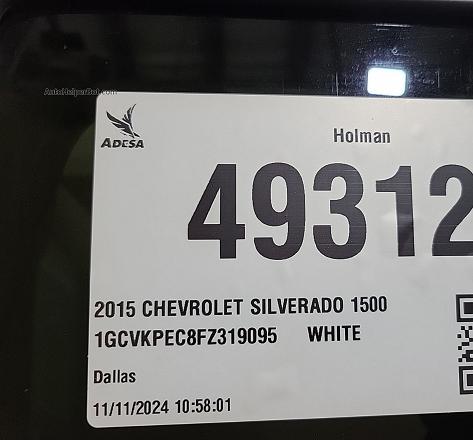 AutoHelperBot.com
ADESA
Holman
49312
2015 CHEVROLET SILVERADO 1500
1GCVKPEC8FZ319095 WHITE
Dallas
11/11/2024 10:58:01